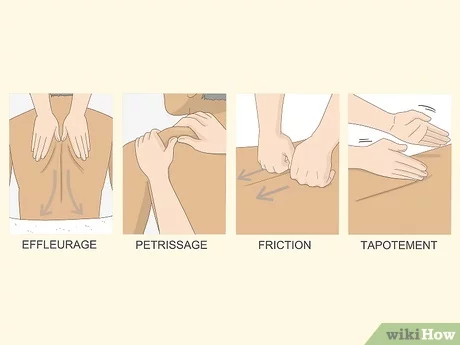 EFFLEURAGE
PETRISSAGE
FRICTION
TAPOTEMENT
wikiHow